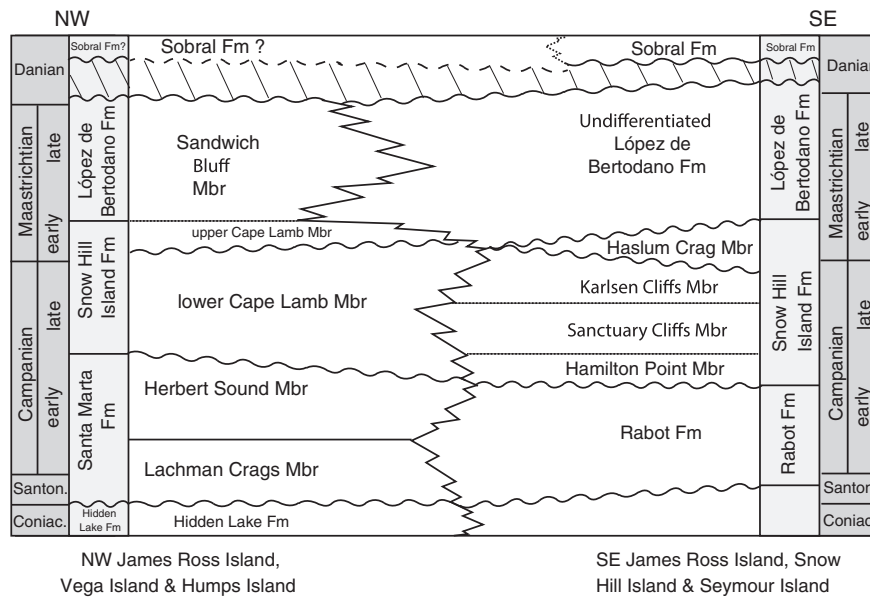 NW
SE
Danian
Maastrichtian
late
early
Campanian
late
early
Santon.
Coniac.
Sobral Fm?
López de
Bertodano Fm
Snow Hill
Island Fm
Santa Marta
Fm
Hidden
Lake Fm
Sobral Fm ?
Sandwich
Bluff
Mbr
upper Cape Lamb Mbr
lower Cape Lamb Mbr
Herbert Sound Mbr
Lachman Crags Mbr
Hidden Lake Fm
Sobral Fm
Undifferentiated
López de
Bertodano Fm
Haslum Crag Mbr
Karlsen Cliffs Mbr
Sanctuary Cliffs Mbr
Hamilton Point Mbr
Rabot Fm
Sobral Fm
López de
Bertodano Fm
Snow Hill
Island Fm
Rabot Fm
Danian
Maastrichtian
late
early
Campanian
late
early
Santon.
Coniac.
NW James Ross Island,
Vega Island & Humps Island
SE James Ross Island, Snow
Hill Island & Seymour Island